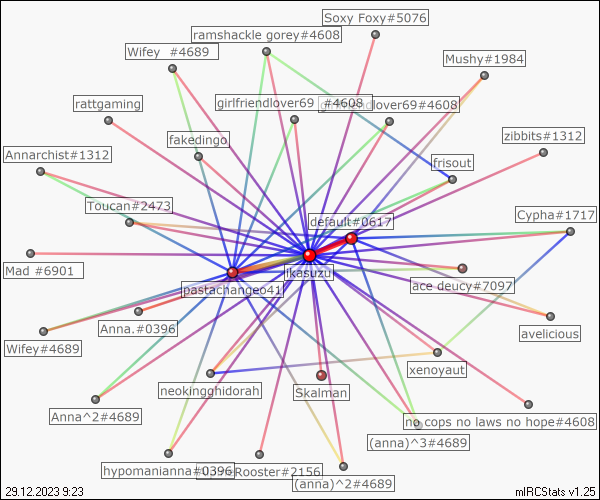 Soxy Foxy#5076
ramshackle gorey#4608
Wifey  #4689
Mushy#1984
rattgaming
girlfriendlover69  #4608
girlfriendlover69#4608
fakedingo
zibbits#1312
Annarchist#1312
frisout
Toucan#2473
default#0617
Cypha#1717
Mad #6901
jkasuzu
pastachangeo41
ace deucy#7097
Anna.#0396
avelicious
Wifey#4689
xenoyaut
neokingghidorah
Skalman
Anna^2#4689
no cops no laws no hope#4608
(anna)^3#4689
hypomanianna#0396
Rooster#2156
(anna)^2#4689
29.12.2023 9:23
mIRCStats v1.25